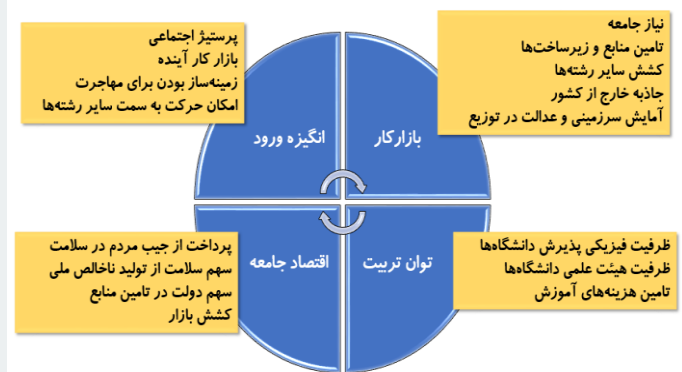 نیاز جامعه
تامین منابع و زیرساخت‌ها
کشش سایر رشته‌ها
جاذبه خارج از کشور
آمایش سرزمینی و عدالت در توزیع
پرستیژ اجتماعی
بازار کار آینده
زمینه‌ساز بودن برای مهاجرت
امکان حرکت به سمت سایر رشته‌ها
بازارکار
انگیزه ورود
توان تربیت
اقتصاد جامعه
ظرفیت فیزیکی پذیرش دانشگاه‌ها
ظرفیت هیئت علمی دانشگاه‌ها
تامین هزینه‌های آموزش
پرداخت از جیب مردم در سلامت
سهم سلامت از تولید ناخالص ملی
سهم دولت در تامین منابع
کشش بازار